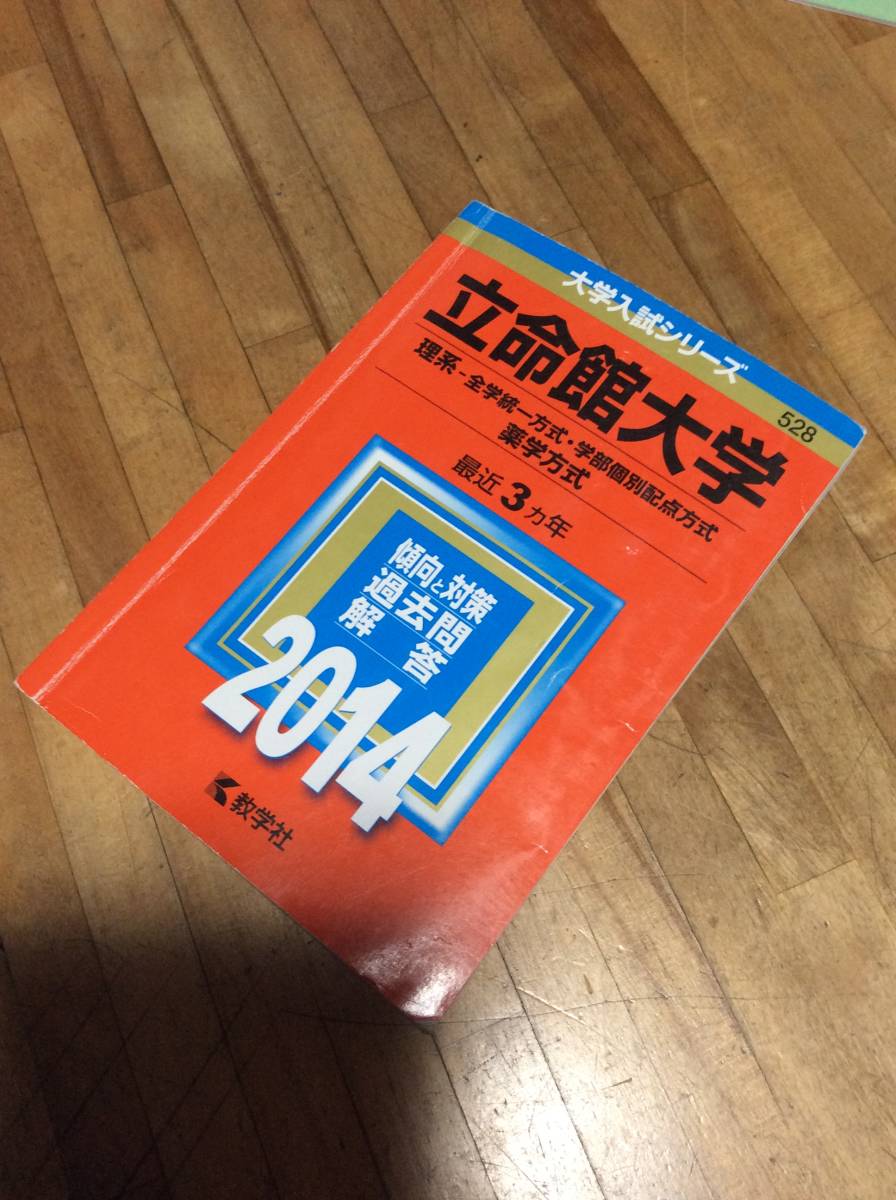 大学入試シリーズ
528
立命館大学
理系-全学統一方式・学部個別配点方式
薬学方式
最近3カ年
傾向と対策
過去問
解答
2014
教学社